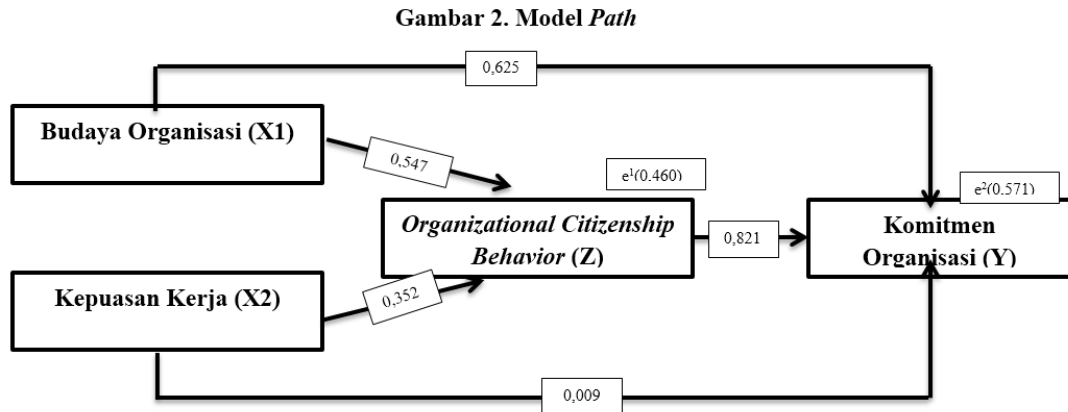 Gambar 2. Model Path
0,625
Budaya Organisasi (X1)
0,547
e¹(0.460)
e²(0.571)
Organizational Citizenship
Behavior (Z)
0,821
Komitmen
Organisasi (Y)
Kepuasan Kerja (X2)
0,352
0,009